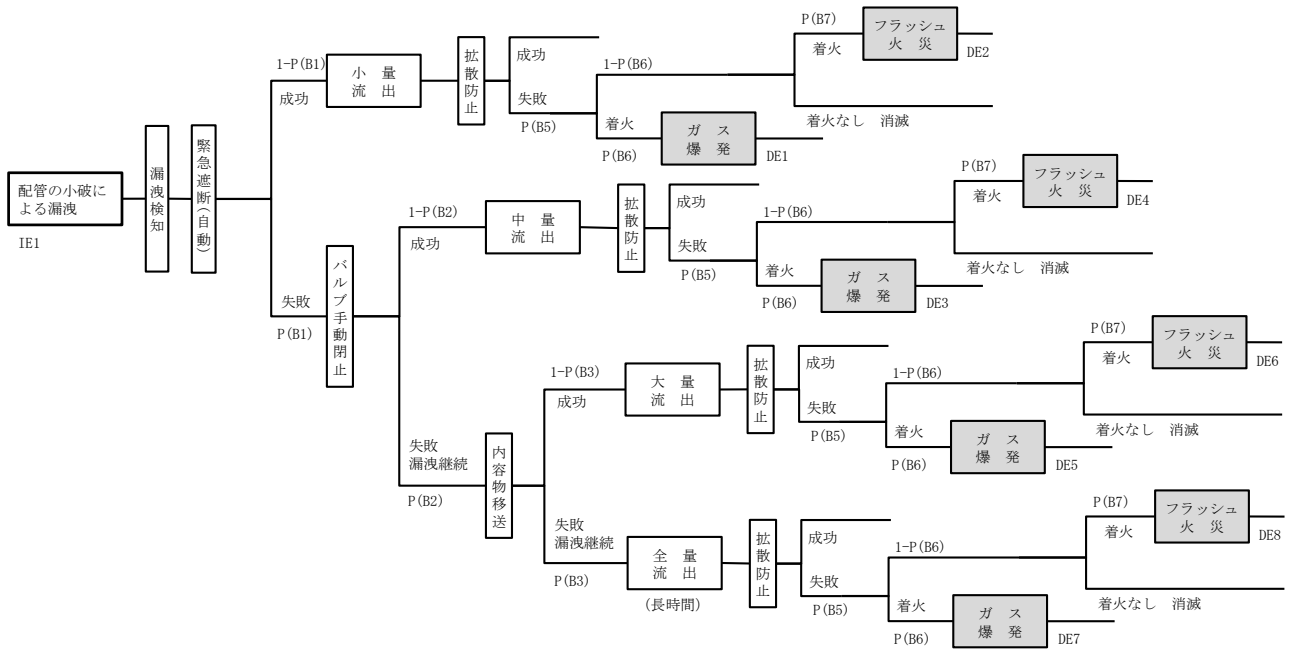 配管の小破に
よる漏洩
IE1
漏洩検知
緊急遮断(自動)
1-P(B1)
成功
小　量
流　出
拡散防止
成功
失敗
P(B5)
1-P(B6)
着火
P(B6)
ガ　ス
爆　発
DE1
P(B7)
着火
フラッシュ
火　災
DE2
着火なし　消滅
失敗
P(B1)
バルブ手動閉止
1-P(B2)
成功
中　量
流　出
拡散防止
成功
失敗
P(B5)
1-P(B6)
着火
P(B6)
ガ　ス
爆　発
DE3
P(B7)
着火
フラッシュ
火　災
DE4
着火なし　消滅
失敗
漏洩継続
P(B2)
内容物移送
1-P(B3)
成功
大　量
流　出
拡散防止
成功
失敗
P(B5)
1-P(B6)
着火
P(B6)
ガ　ス
爆　発
DE5
P(B7)
着火
フラッシュ
火　災
DE6
着火なし　消滅
失敗
漏洩継続
P(B3)
全　量
流　出
(長時間)
拡散防止
成功
失敗
P(B5)
1-P(B6)
着火
P(B6)
ガ　ス
爆　発
DE7
P(B7)
着火
フラッシュ
火　災
DE8
着火なし　消滅